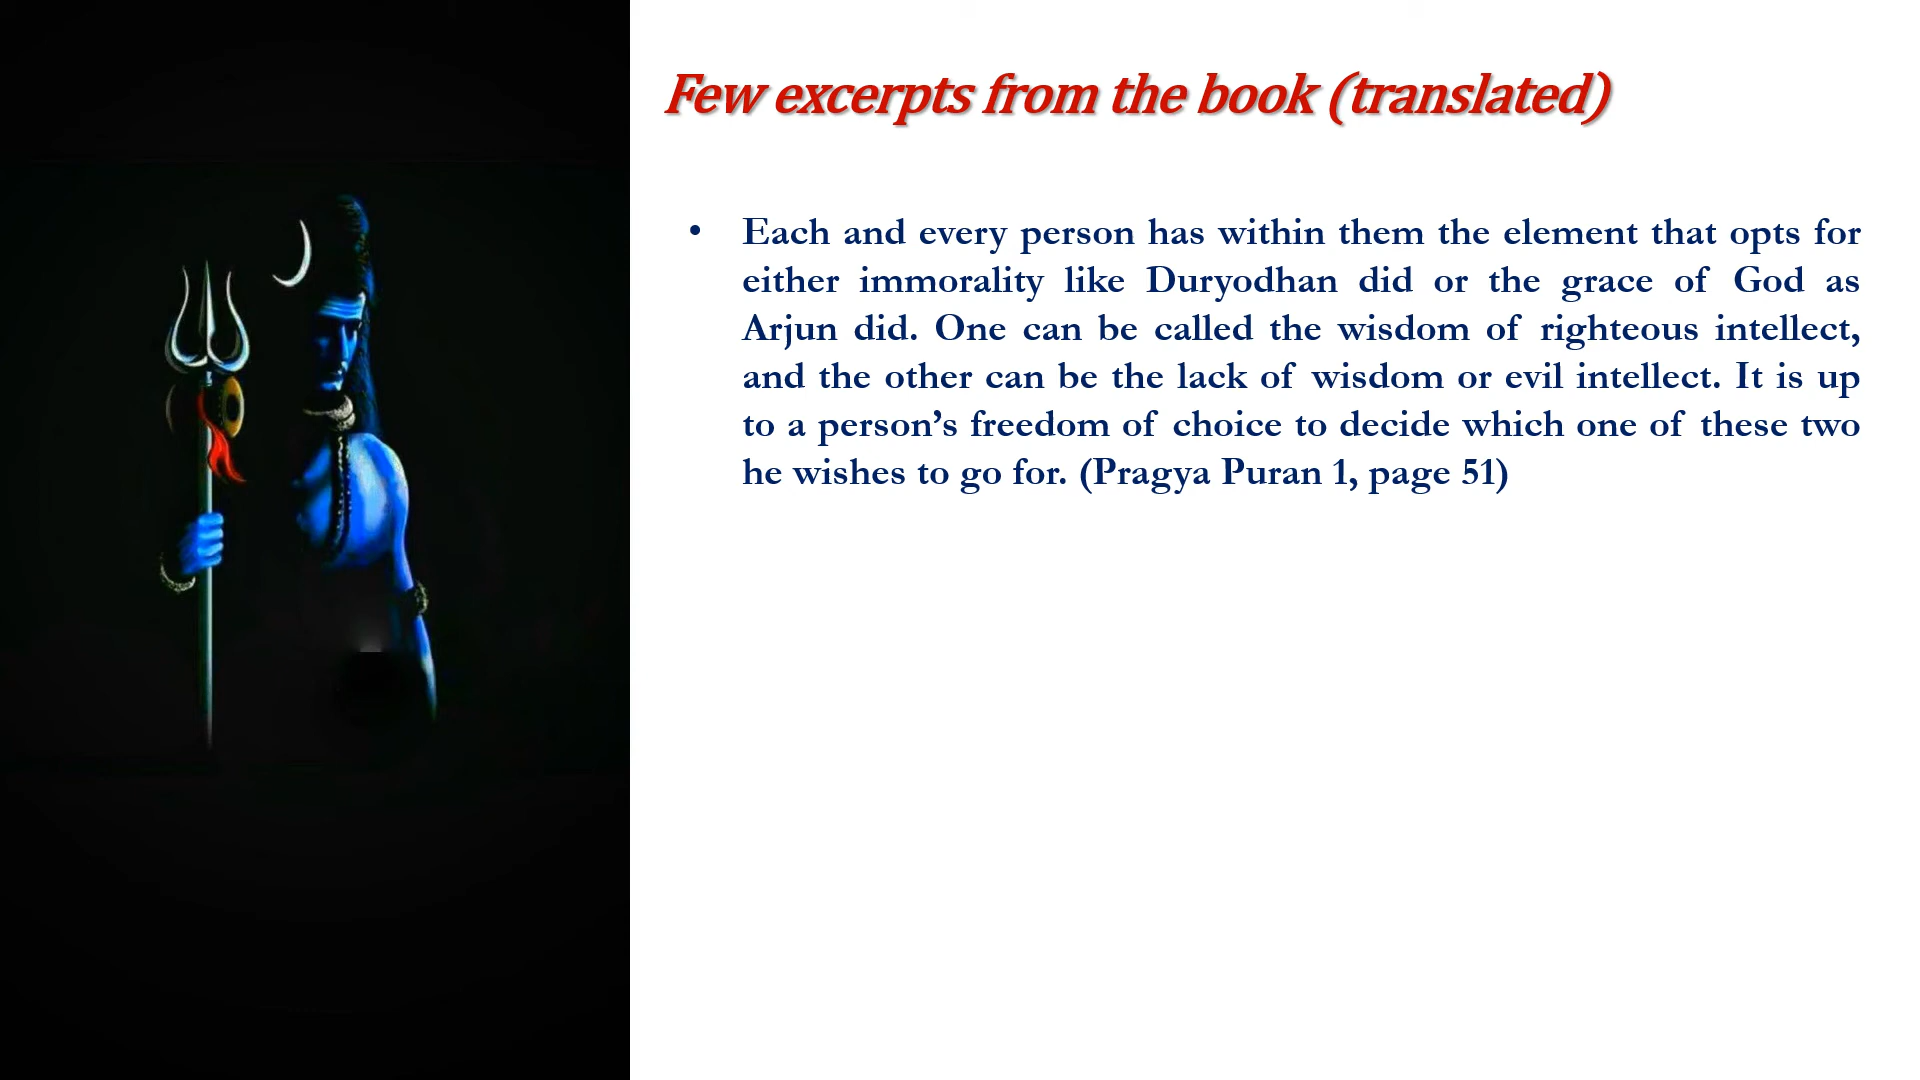 Few excerpts from the book (translated)
• Each and every person has within them the element that opts for
either immorality like Duryodhan did or the grace of God as
Arjun did. One can be called the wisdom of righteous intellect,
and the other can be the lack of wisdom or evil intellect. It is up
to a person’s freedom of choice to decide which one of these two
he wishes to go for. (Pragya Puran 1, page 51)